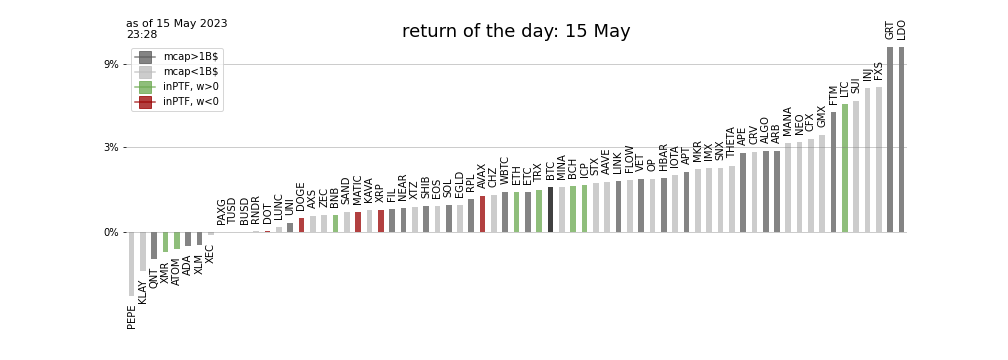 as of 15 May 2023
23:28
return of the day: 15 May
mcap>1B$
mcap<1B$
inPTF, w>0
inPTF, w<0
9%
3%
0%
PEPE
KLAY
QNT
XMR
ATOM
ADA
XLM
XEC
PAXG
TUSD
BUSD
RNDR
DOT
LUNC
UNI
DOGE
AXS
ZEC
BNB
SAND
MATIC
KAVA
XRP
FIL
NEAR
XTZ
SHIB
EOS
SOL
EGLD
RPL
AVAX
CHZ
WBTC
ETH
ETC
TRX
BTC
MINA
BCH
ICP
STX
AAVE
LINK
FLOW
VET
OP
HBAR
IOTA
APT
MKR
IMX
SNX
THETA
APE
CRV
ALGO
ARB
MANA
NEO
CFX
GMX
FTM
LTC
SUI
INJ
FXS
GRT
LDO